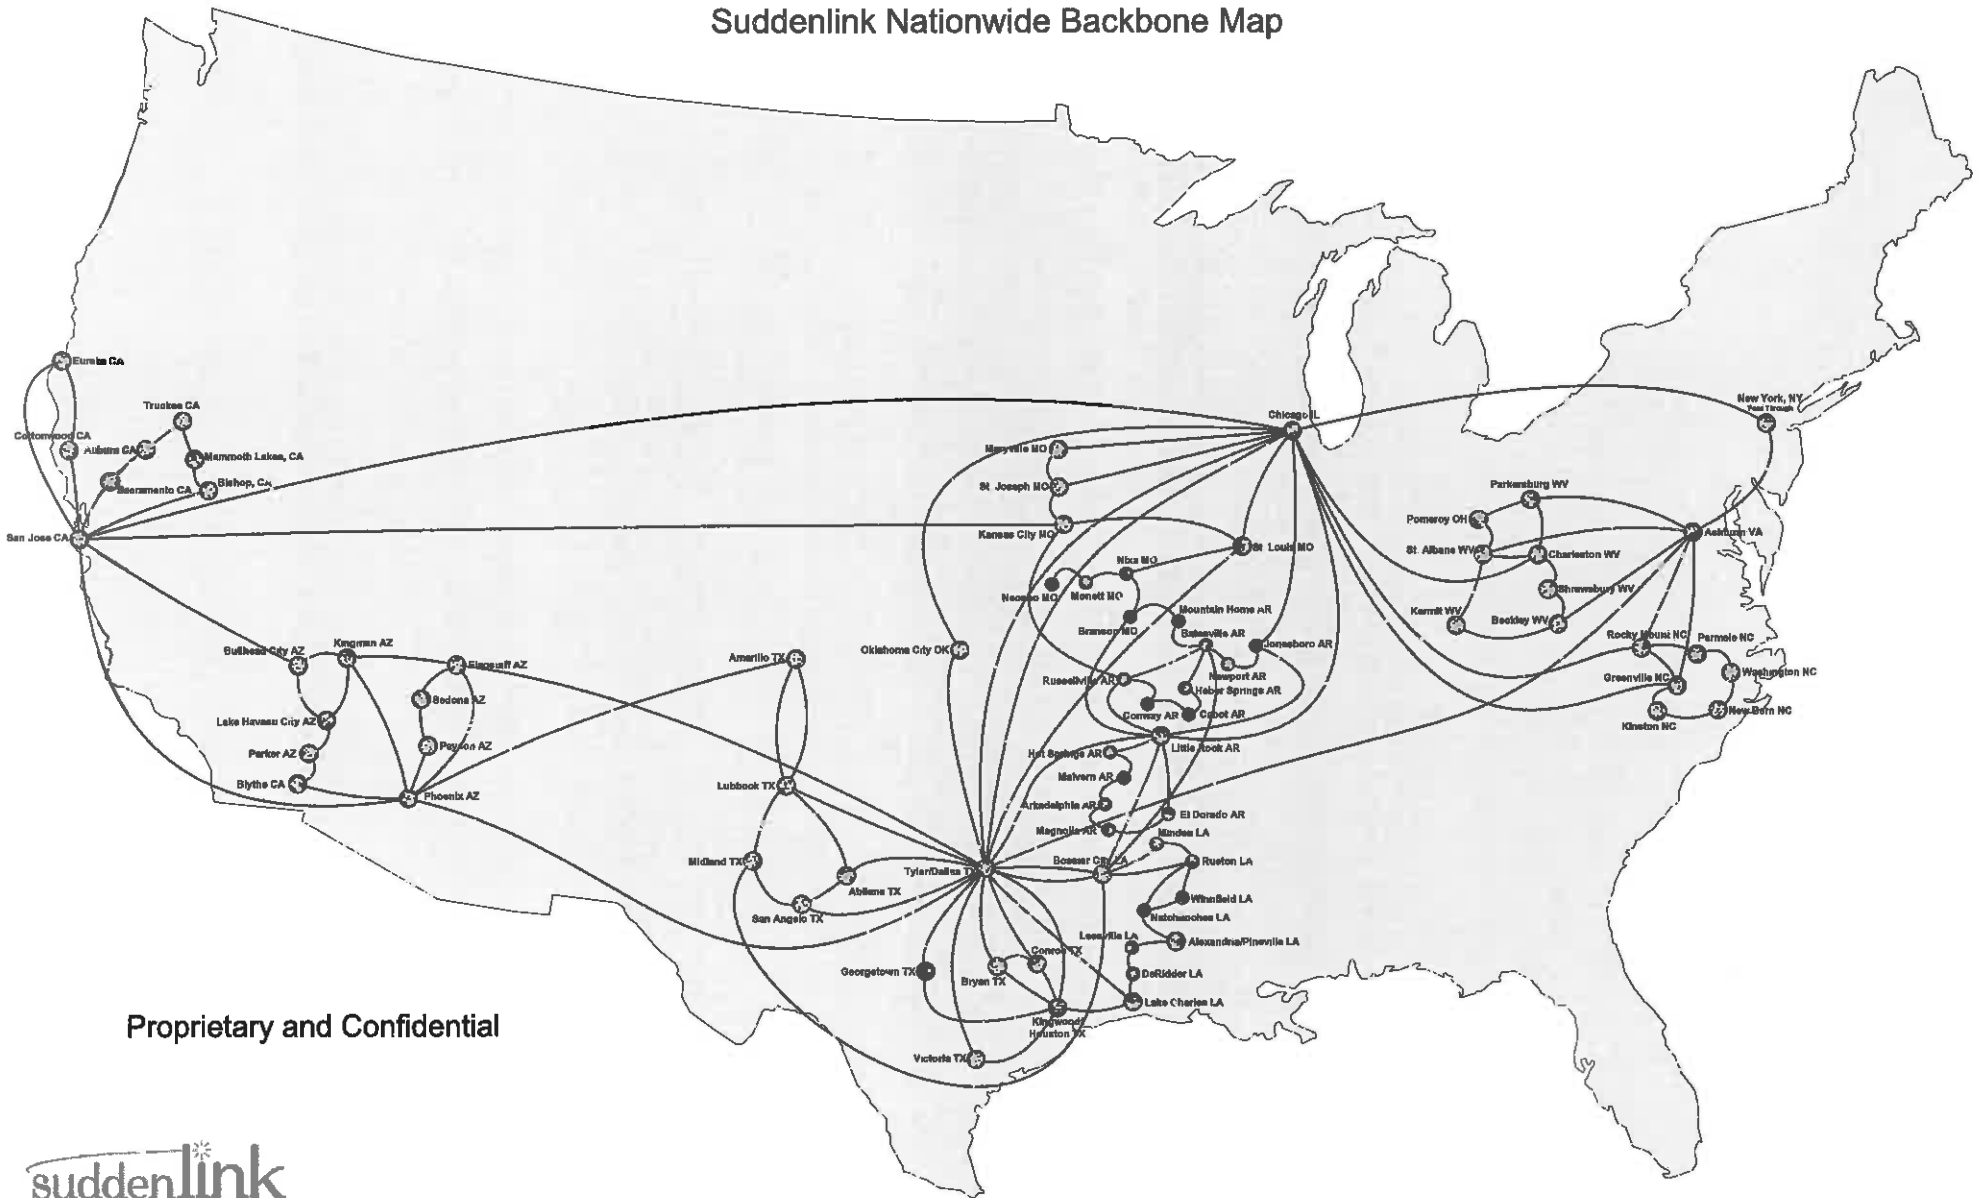 Suddenlink Nationwide Backbone Map
Eureka CA
Truckee CA
Cottonwood CA
Auburn CA
Mammoth Lakes, CA
Sacramento CA
Bishop, CA
San Jose CA
Chicago IL
New York, NY
Pass Through
Maryville MO
St Joseph MO
Kansas City MO
St Louis MO
Parkersburg WV
Pomeroy OH
Ashburn VA
St Albans WV
Charleston WV
Shrewsbury WV
Kermit WV
Beckley WV
Nixa MO
Neosho MO
Monett MO
Branson MO
Mountain Home AR
Batesville AR
Jonesboro AR
Newport AR
Russellville AR
Heber Springs AR
Conway AR
Cabot AR
Little Rock AR
Hot Springs AR
Malvern AR
Arkadelphia AR
Magnolia AR
El Dorado AR
Rocky Mount NC
Parmele NC
Washington NC
Greenville NC
Kinston NC
New Bern NC
Bullhead City AZ
Kingman AZ
Flagstaff AZ
Sedona AZ
Lake Havasu City AZ
Parker AZ
Payson AZ
Blythe CA
Phoenix AZ
Amarillo TX
Oklahoma City OK
Lubbock TX
Midland TX
Abilene TX
San Angelo TX
Tyler/Dallas TX
Bossier City LA
Minden LA
Ruston LA
Winnfield LA
Natchitoches LA
Leesville LA
Alexandria/Pineville LA
DeRidder LA
Lake Charles LA
Georgetown TX
Bryan TX
Conroe TX
Kingwood/
Houston TX
Victoria TX
Proprietary and Confidential
suddenlink